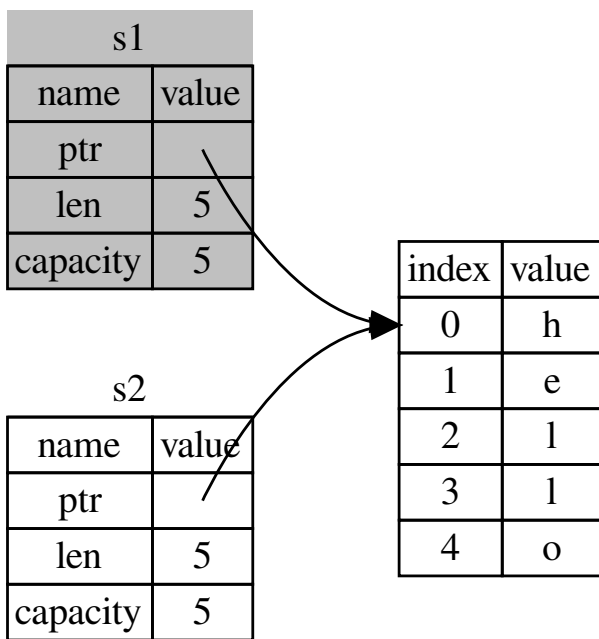 s1
name value
ptr
len 5
capacity 5
s2
name value
ptr
len 5
capacity 5
index value
0 h
1 e
2 l
3 l
4 o